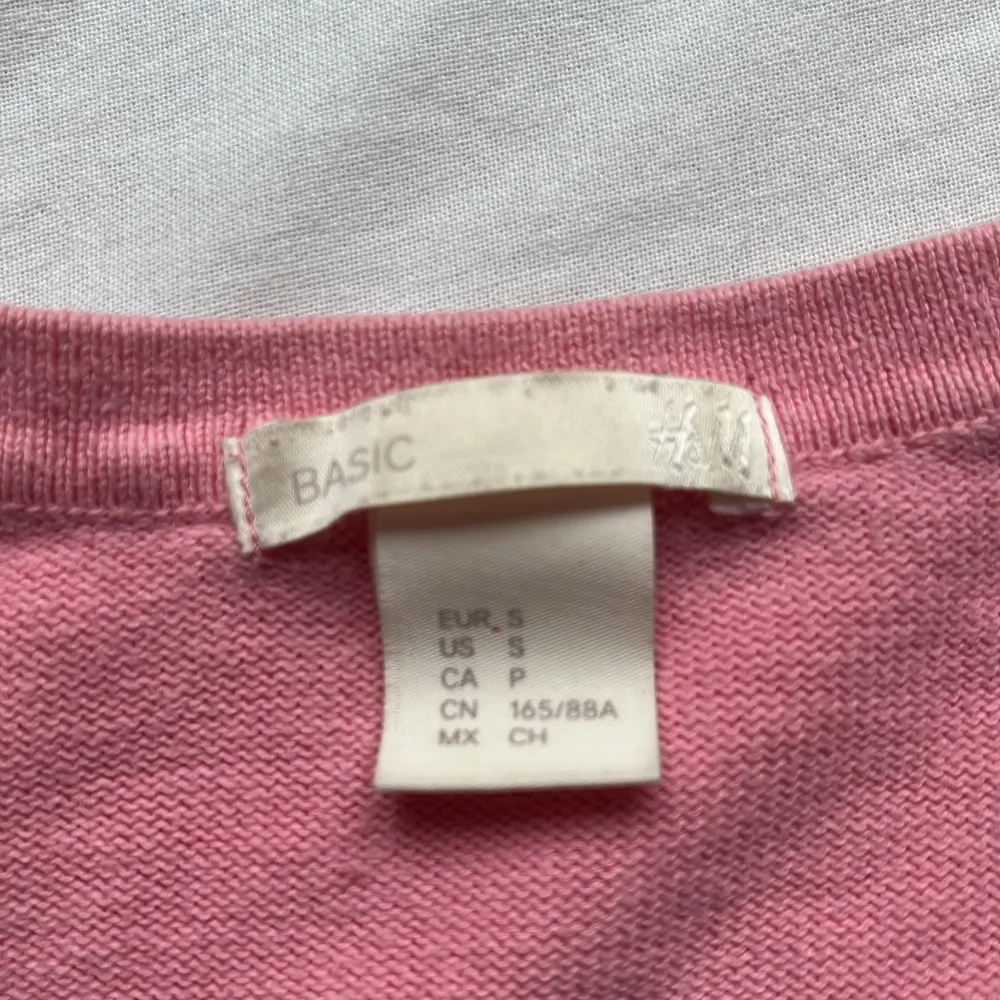 BASIC
EUR S
US S
CA P
CN 165/88A
MX CH